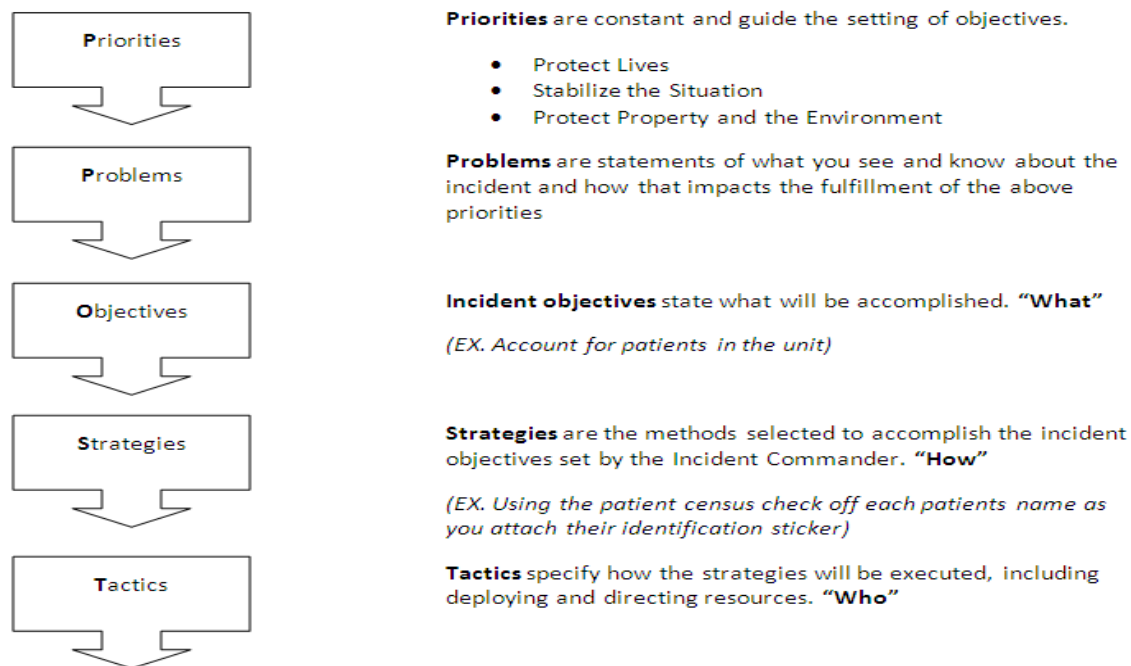 Priorities
Priorities are constant and guide the setting of objectives.
• Protect Lives
• Stabilize the Situation
• Protect Property and the Environment
Problems
Problems are statements of what you see and know about the
incident and how that impacts the fulfillment of the above
priorities
Objectives
Incident objectives state what will be accomplished. “What”
(EX. Account for patients in the unit)
Strategies
Strategies are the methods selected to accomplish the incident
objectives set by the Incident Commander. “How”
(EX. Using the patient census check off each patients name as
you attach their identification sticker)
Tactics
Tactics specify how the strategies will be executed, including
deploying and directing resources. “Who”